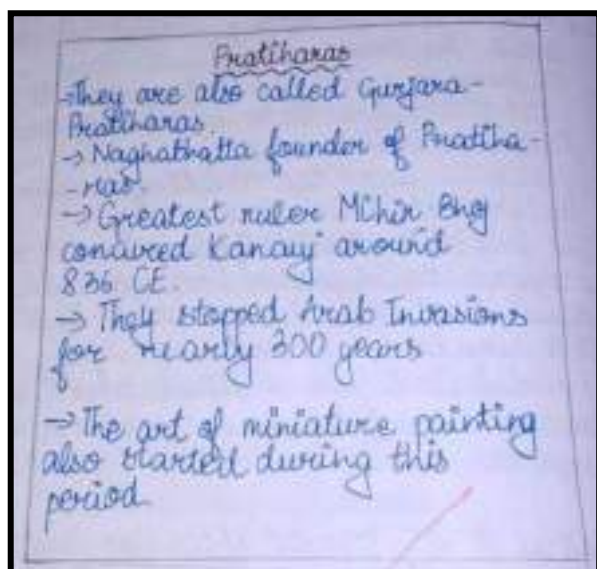 Pratiharas
→They are also called Gurjara-
Pratiharas.
→ Naghabhatta founder of Pratiha-
-ras.
→ Greatest ruler Mihir Bhoj
conqured Kanauj around
836 CE.
→ They stopped Arab Invasions
for nearly 300 years
→The art of miniature painting
also started during this
period